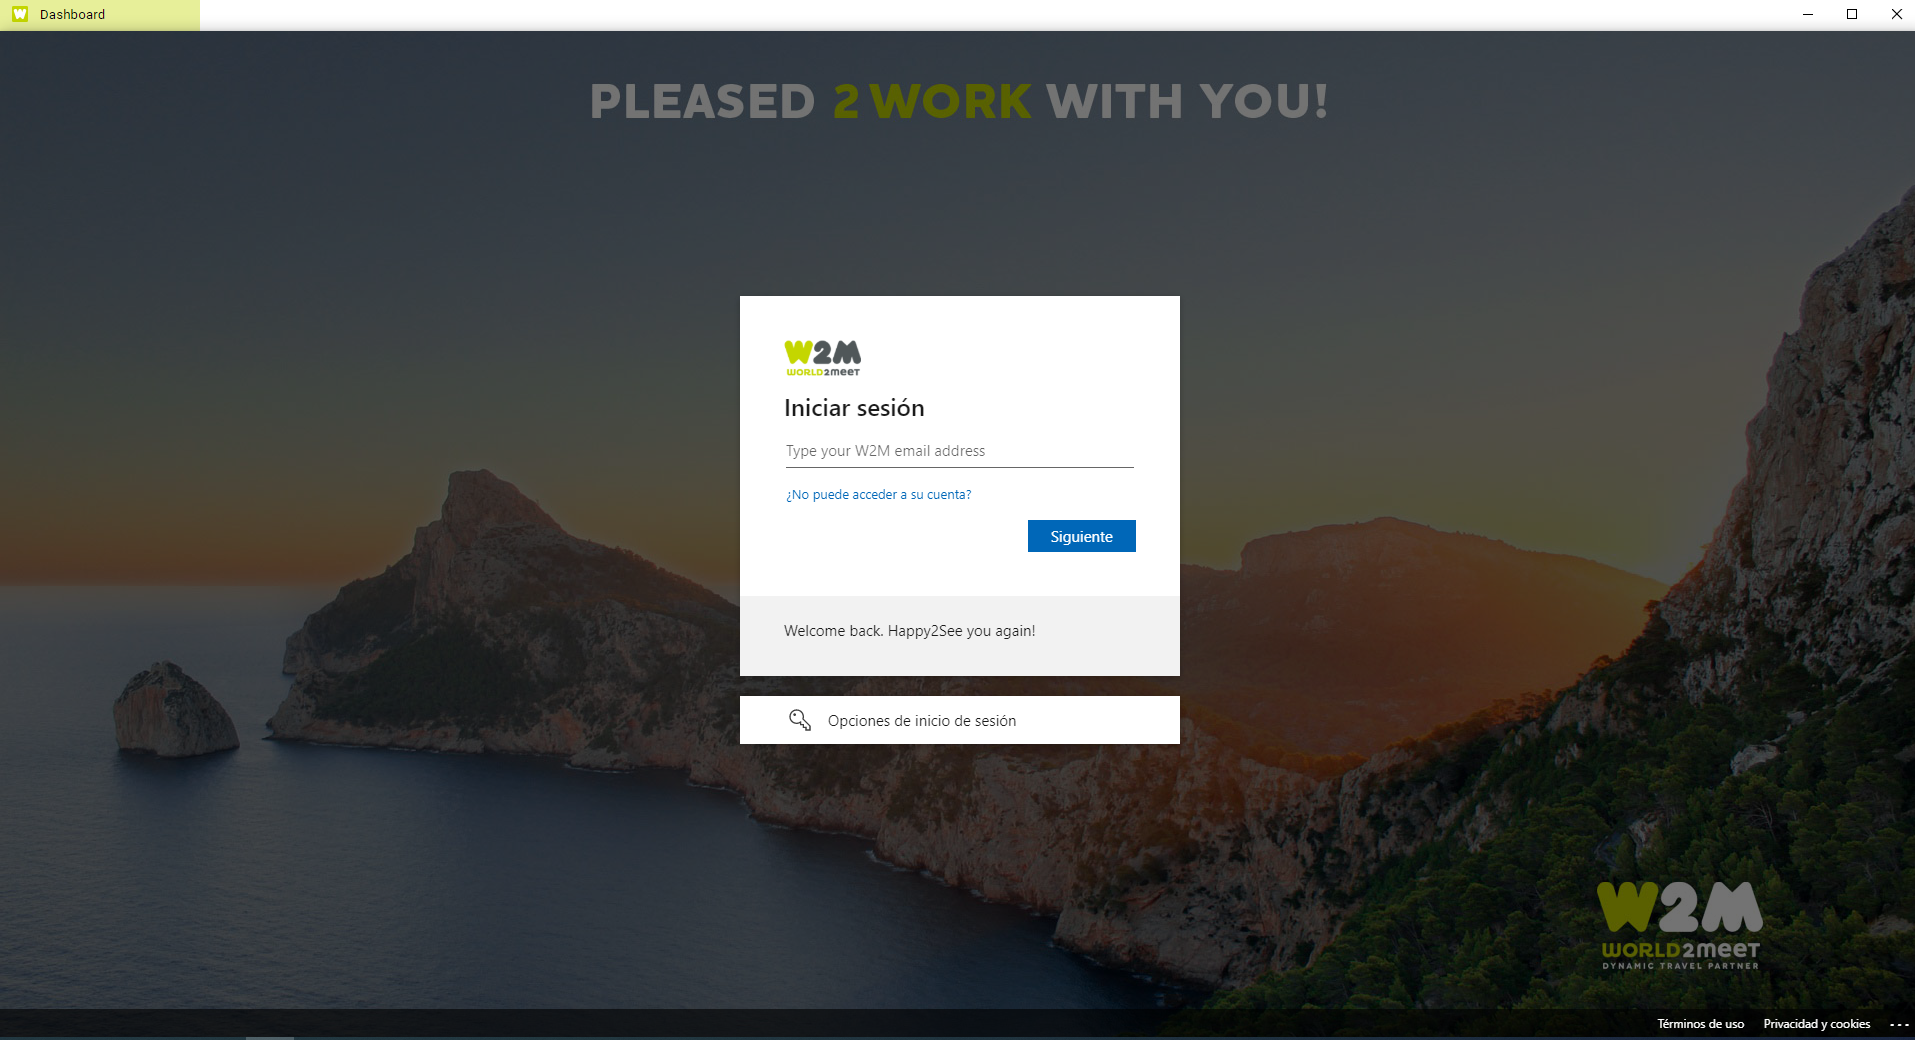 Dashboard
PLEASED 2 WORK WITH YOU!
W2M
WORLD2MEET
Iniciar sesión
Type your W2M email address
¿No puede acceder a su cuenta?
Siguiente
Welcome back. Happy2See you again!
Opciones de inicio de sesión
W2M
WORLD2MEET
DYNAMIC TRAVEL PARTNER
Términos de uso Privacidad y cookies ...